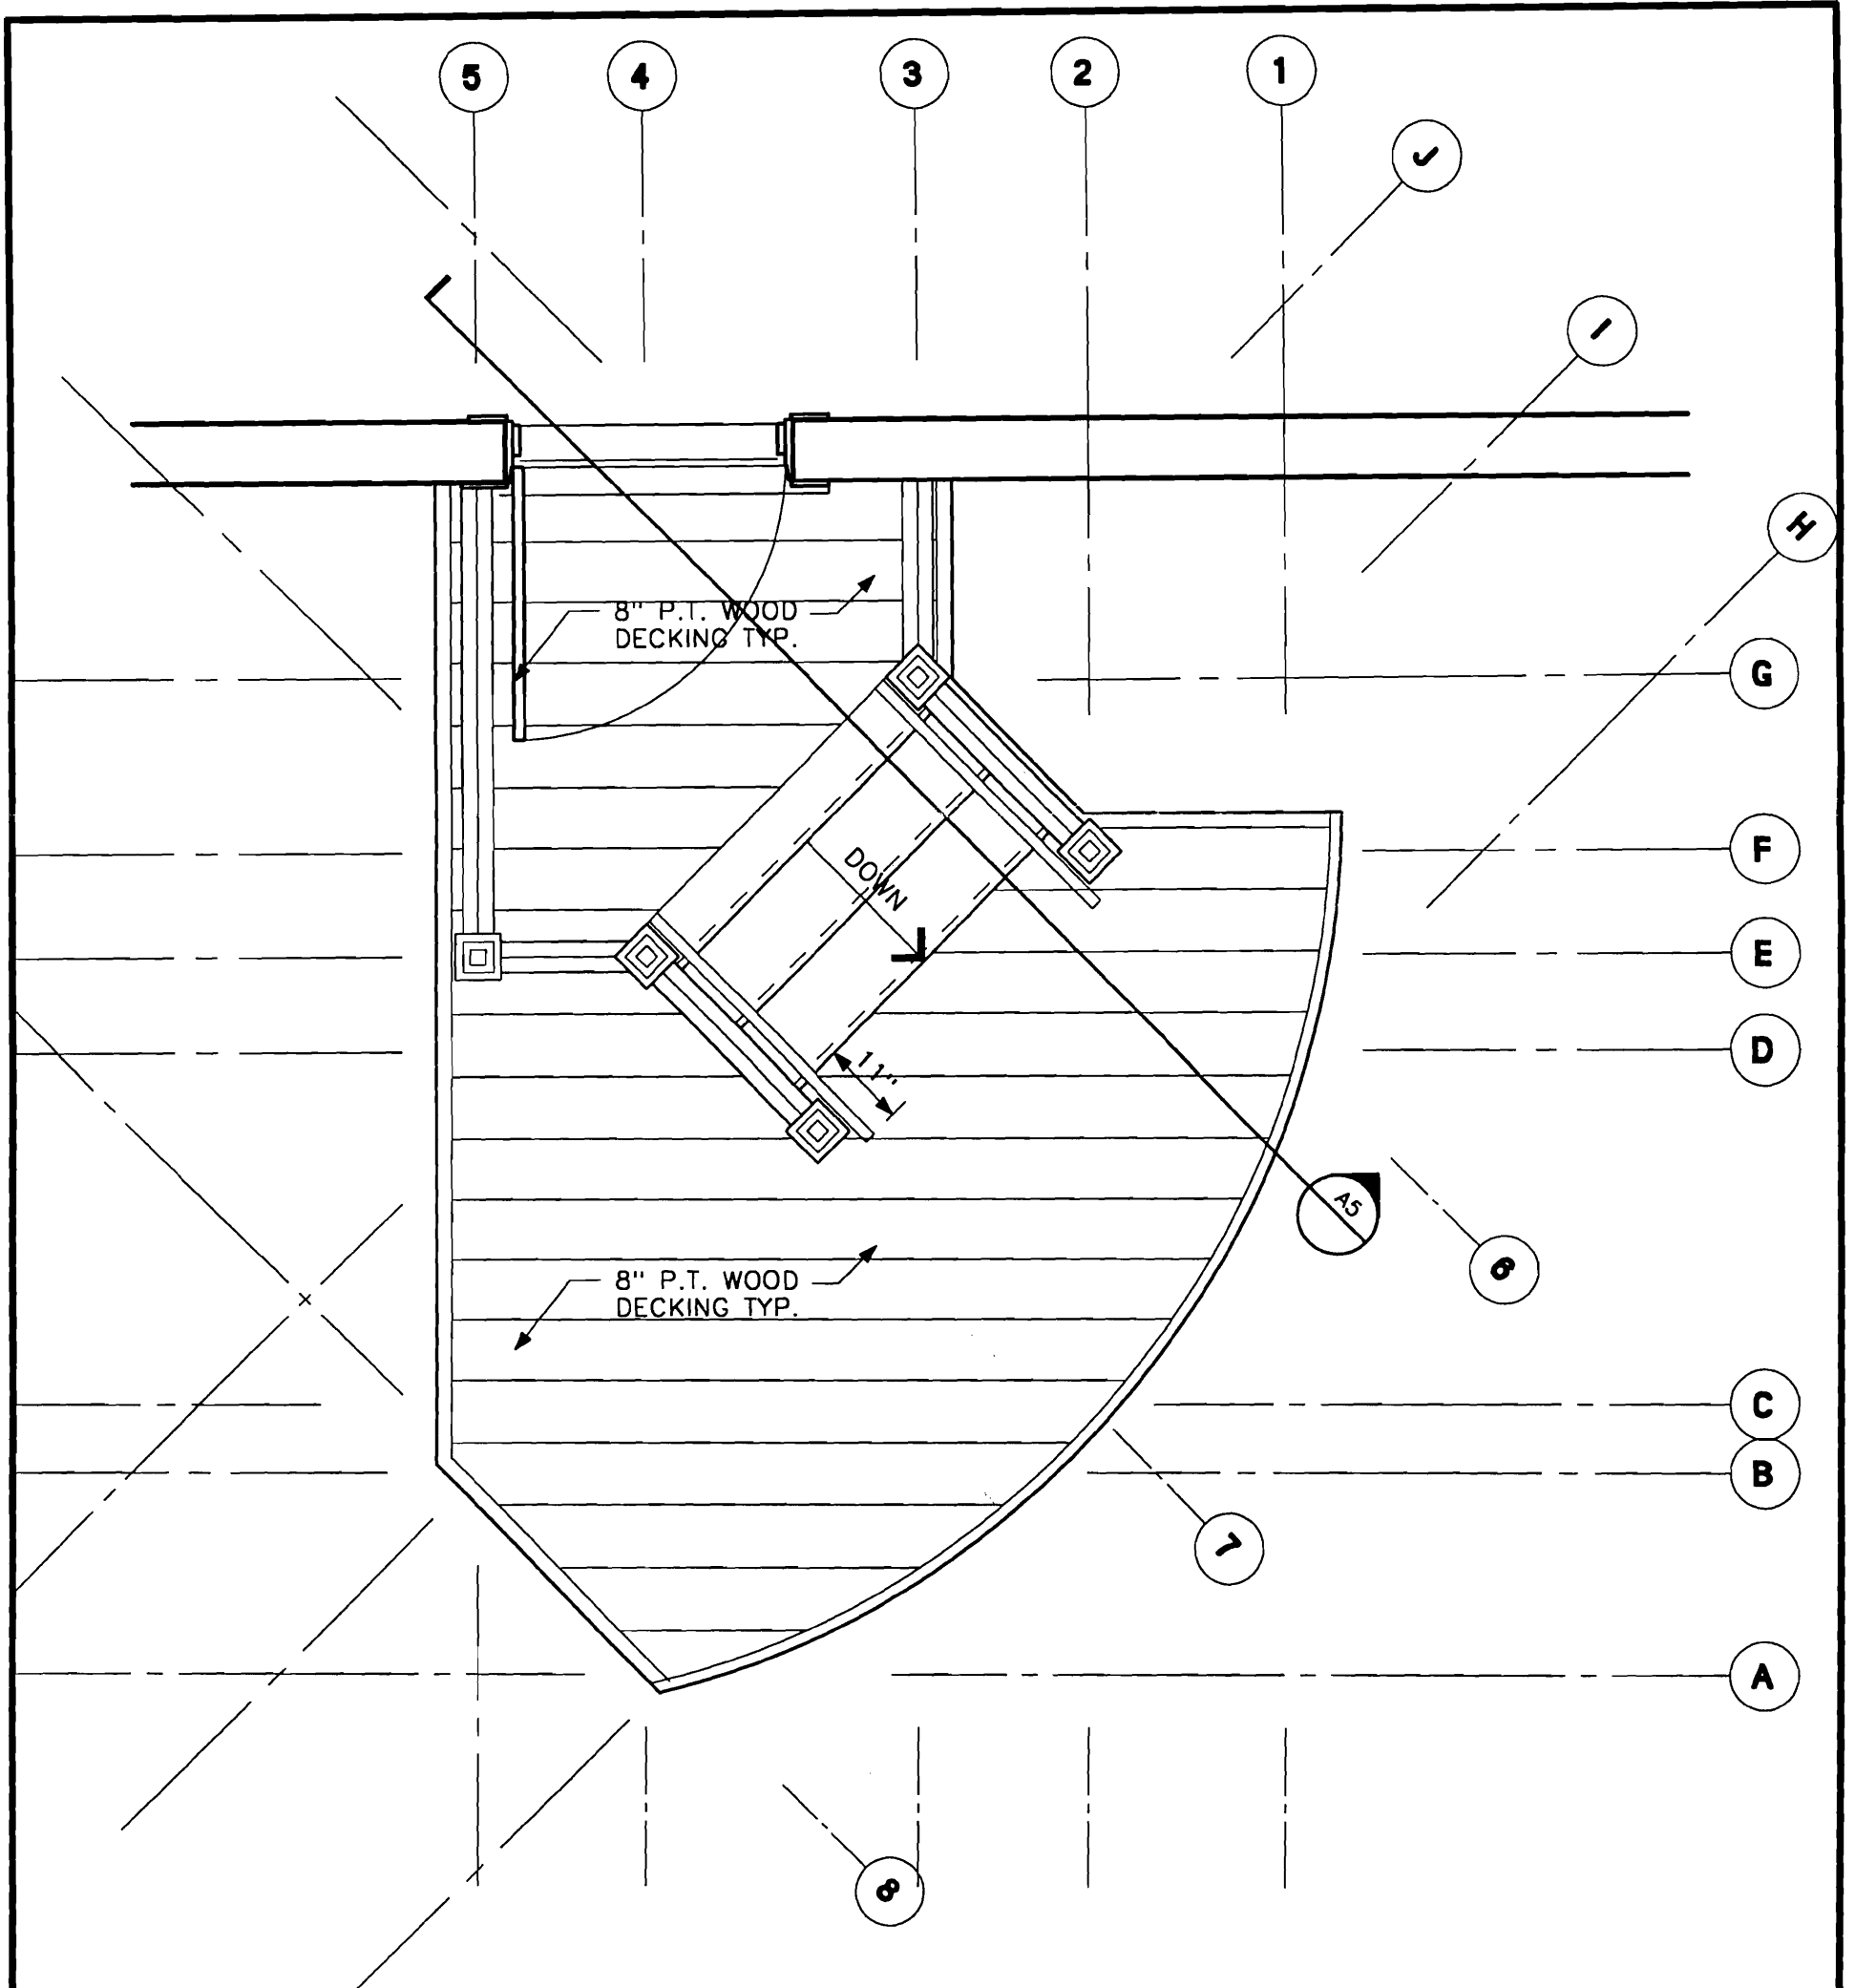 5 4 3 2 1
J
I
H
8" P.T. WOOD
DECKING TYP.
G
F
DOWN
E
D
11"
A5
6
8" P.T. WOOD
DECKING TYP.
C
B
7
A
8